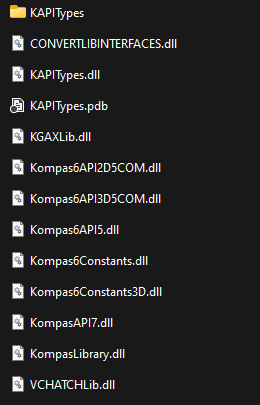 KAPITypes
CONVERTLIBINTERFACES.dll
KAPITypes.dll
KAPITypes.pdb
KGAXLib.dll
Kompas6API2D5COM.dll
Kompas6API3D5COM.dll
Kompas6API5.dll
Kompas6Constants.dll
Kompas6Constants3D.dll
KompasAPI7.dll
KompasLibrary.dll
VCHATCHLib.dll